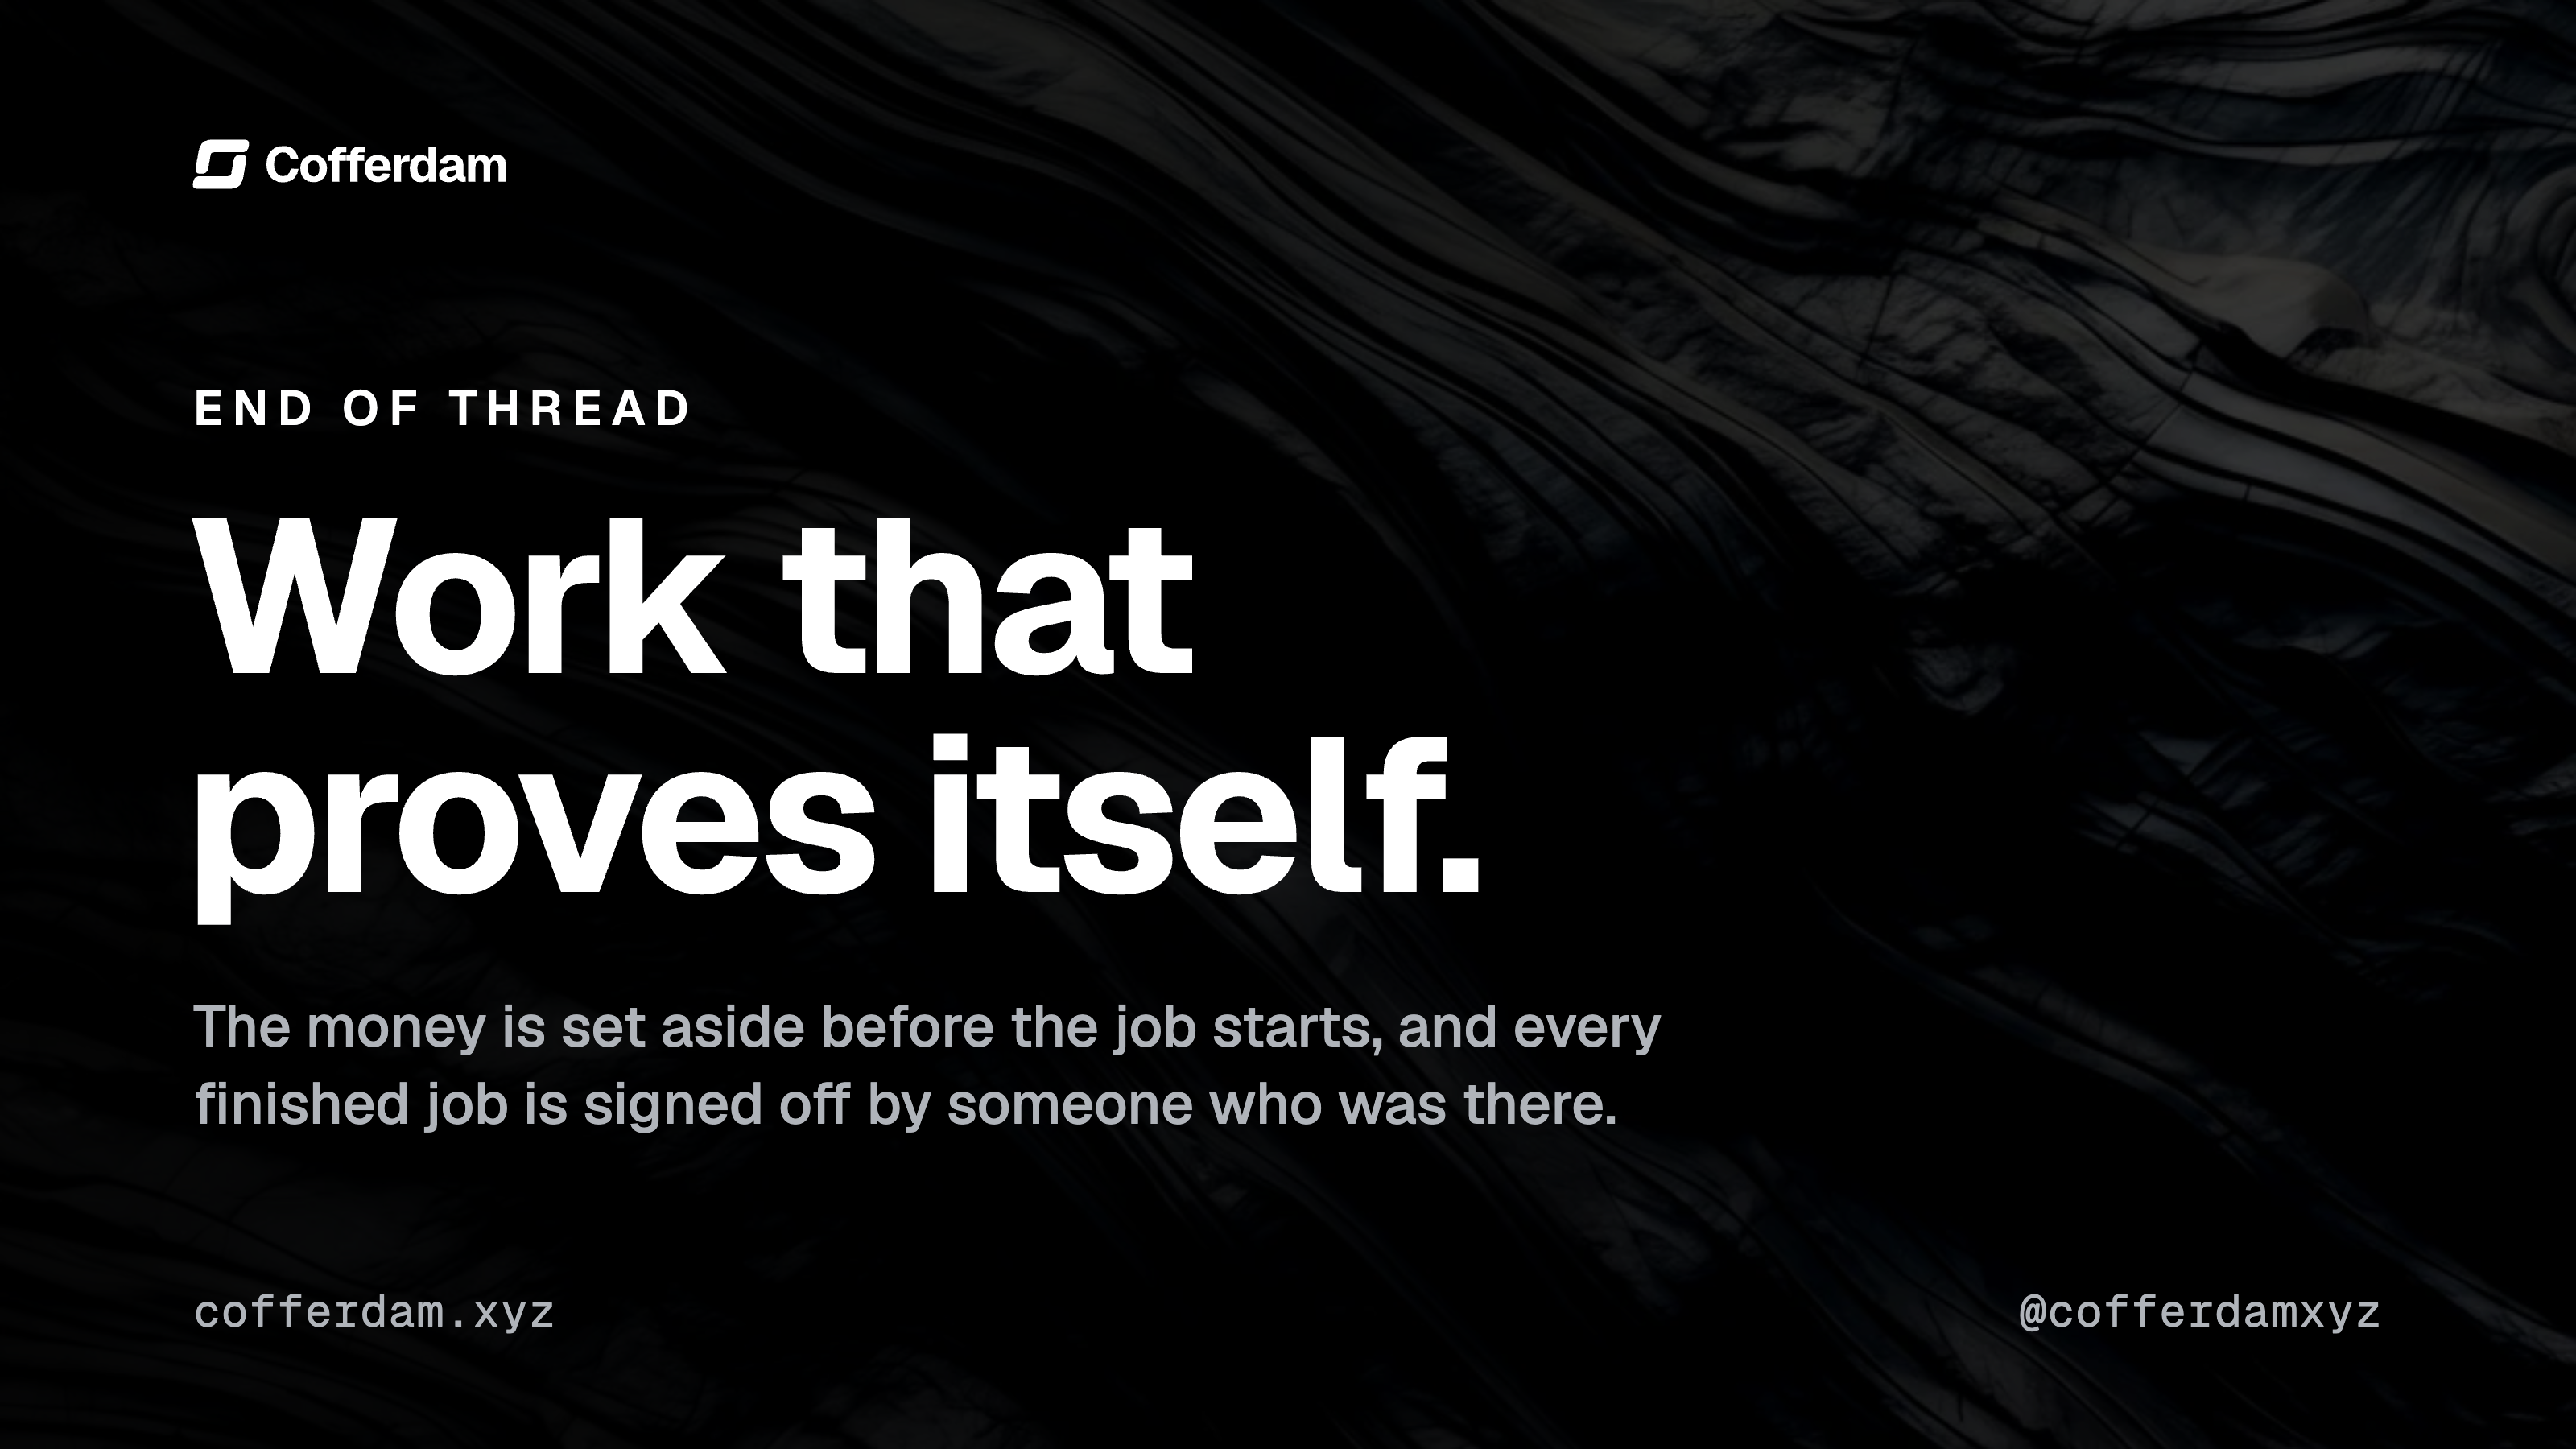 Cofferdam
END OF THREAD
Work that
proves itself.
The money is set aside before the job starts, and every
finished job is signed off by someone who was there.
cofferdam.xyz
@cofferdamxyz